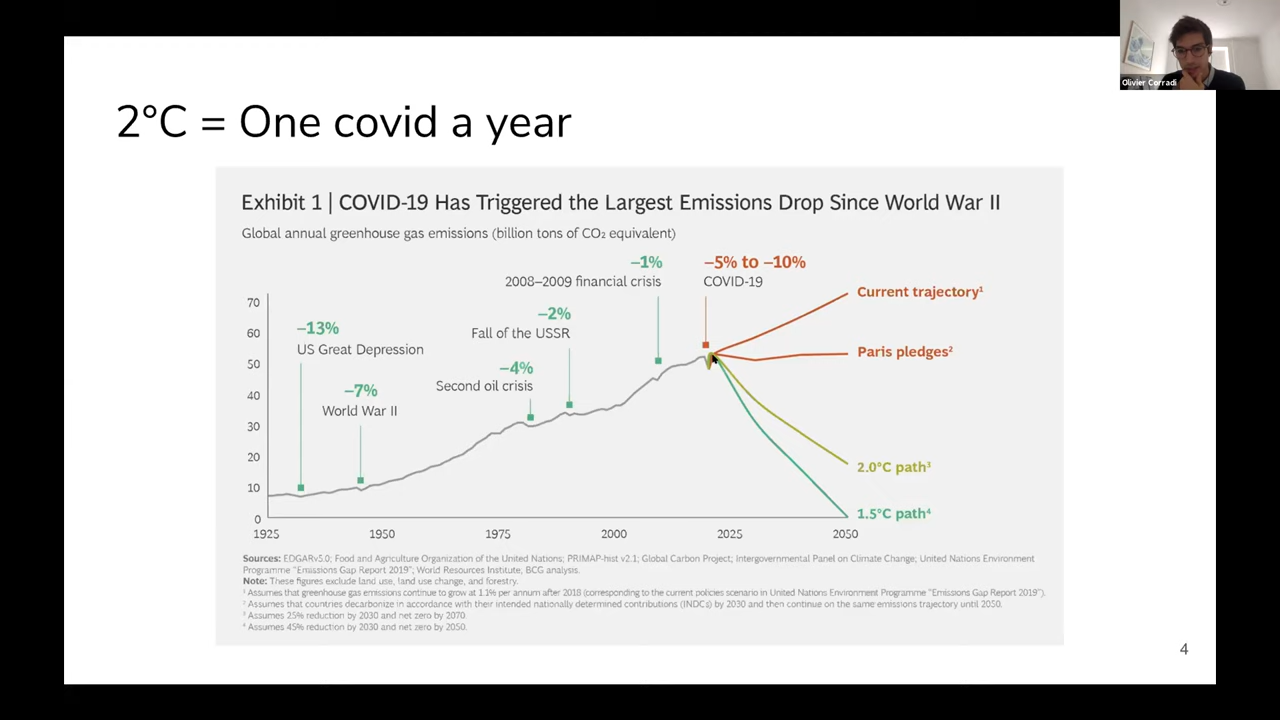 Olivier Corradi
2°C = One covid a year
Exhibit 1 | COVID-19 Has Triggered the Largest Emissions Drop Since World War II
Global annual greenhouse gas emissions (billion tons of CO₂ equivalent)
–13%
US Great Depression
–7%
World War II
–4%
Second oil crisis
–2%
Fall of the USSR
–1%
2008–2009 financial crisis
–5% to –10%
COVID-19
Current trajectory¹
Paris pledges²
2.0°C path³
1.5°C path⁴
70
60
50
40
30
20
10
0
1925
1950
1975
2000
2025
2050
Sources: EDGARv5.0; Food and Agriculture Organization of the United Nations; PRIMAP-hist v2.1; Global Carbon Project; Intergovernmental Panel on Climate Change; United Nations Environment
Programme "Emissions Gap Report 2019"; World Resources Institute, BCG analysis.
Note: These figures exclude land use, land use change, and forestry.
¹ Assumes that greenhouse gas emissions continue to grow at 1.1% per annum after 2018 (corresponding to the current policies scenario in United Nations Environment Programme "Emissions Gap Report 2019").
² Assumes that countries decarbonize in accordance with their intended nationally determined contributions (INDCs) by 2030 and then continue on the same emissions trajectory until 2050.
³ Assumes 25% reduction by 2030 and net zero by 2070
⁴ Assumes 45% reduction by 2030 and net zero by 2050.
4